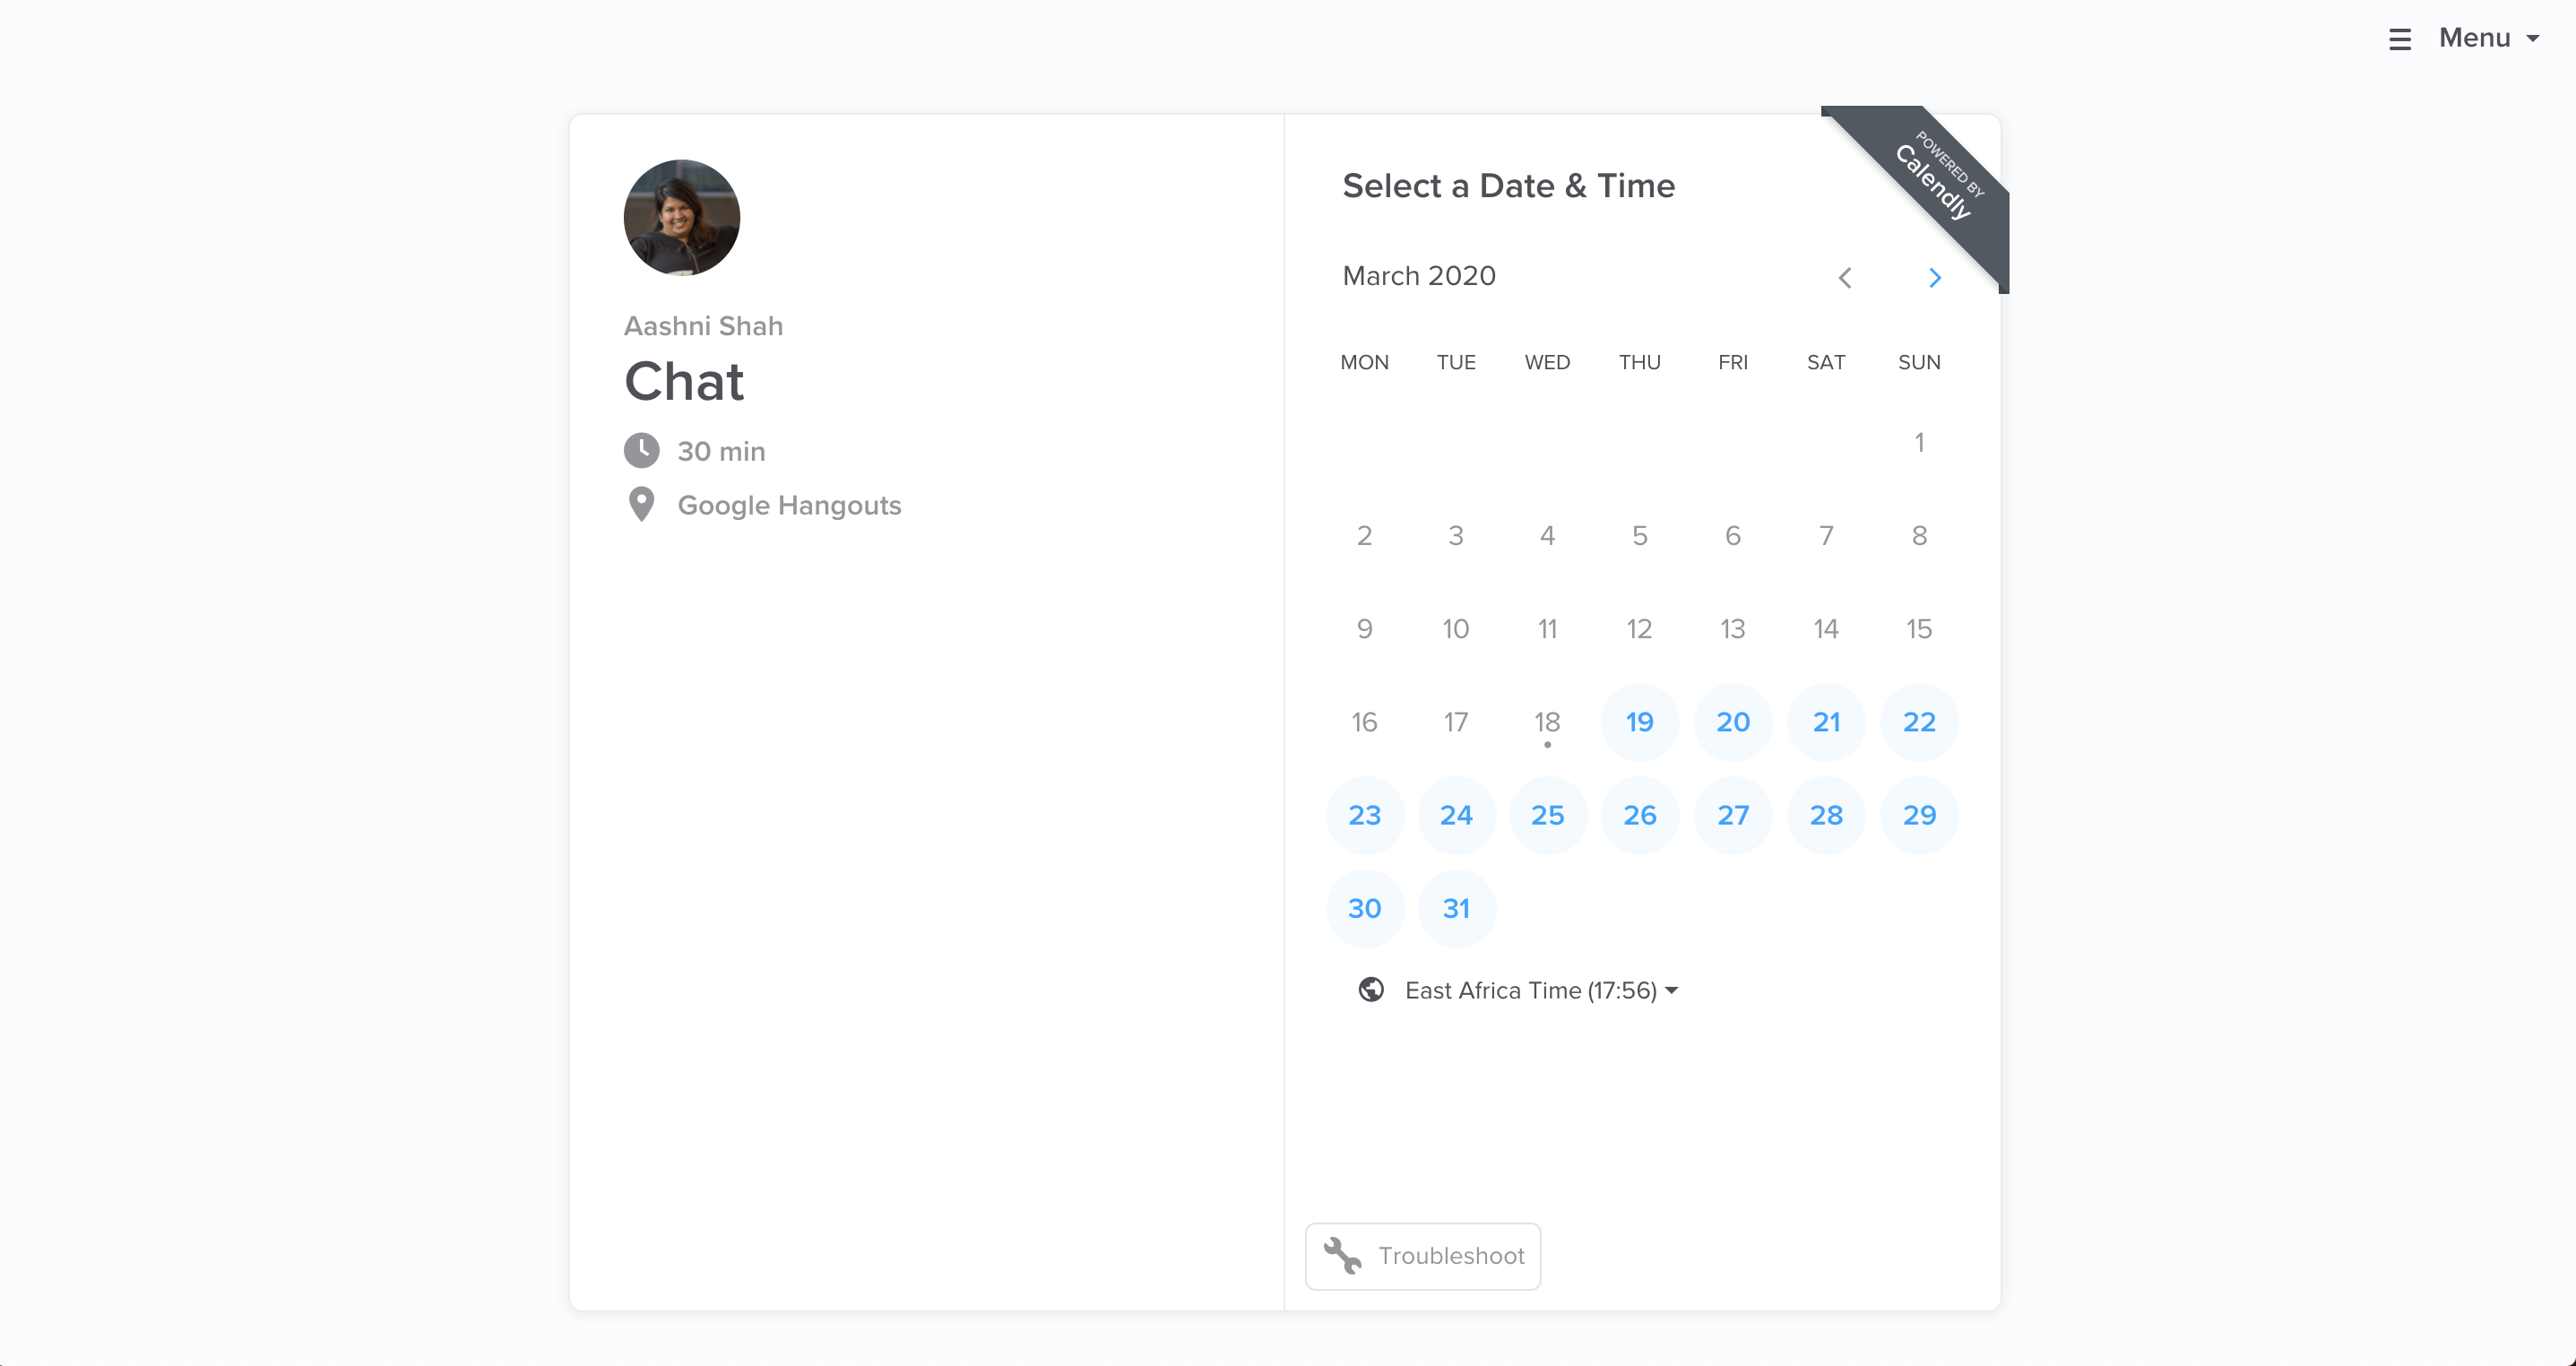 Menu
POWERED BY
Calendly
Aashni Shah
Chat
30 min
Google Hangouts
Select a Date & Time
March 2020
MON TUE WED THU FRI SAT SUN
1
2 3 4 5 6 7 8
9 10 11 12 13 14 15
16 17 18 19 20 21 22
23 24 25 26 27 28 29
30 31
East Africa Time (17:56)
Troubleshoot